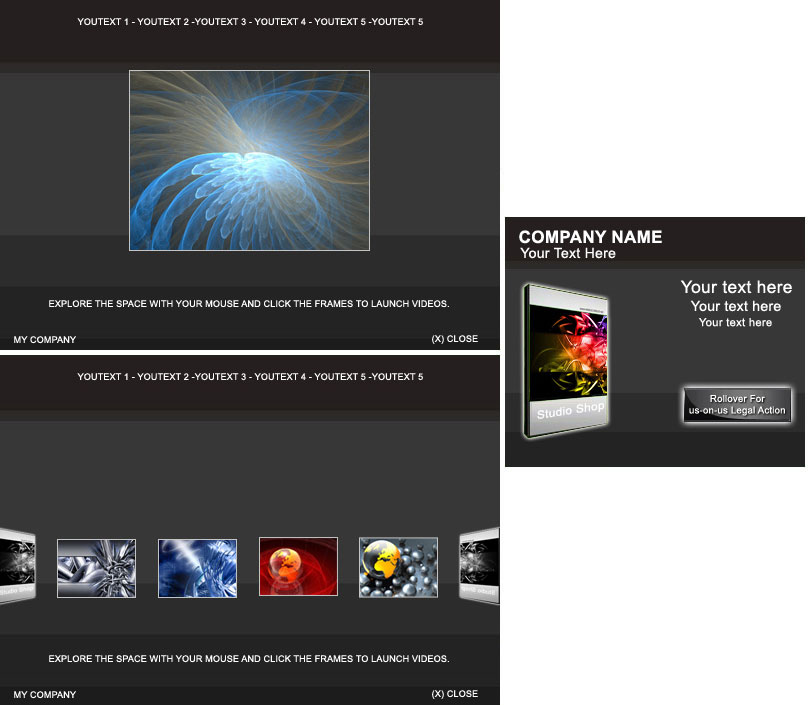 YOUTEXT 1 - YOUTEXT 2 -YOUTEXT 3 - YOUTEXT 4 - YOUTEXT 5 -YOUTEXT 5
EXPLORE THE SPACE WITH YOUR MOUSE AND CLICK THE FRAMES TO LAUNCH VIDEOS.
MY COMPANY
(X) CLOSE
YOUTEXT 1 - YOUTEXT 2 -YOUTEXT 3 - YOUTEXT 4 - YOUTEXT 5 -YOUTEXT 5
Studio Shop
Studio Shop
EXPLORE THE SPACE WITH YOUR MOUSE AND CLICK THE FRAMES TO LAUNCH VIDEOS.
MY COMPANY
(X) CLOSE
COMPANY NAME
Your Text Here
Your text here
Your text here
Your text here
Studio Shop
Rollover For
us-on-us Legal Action